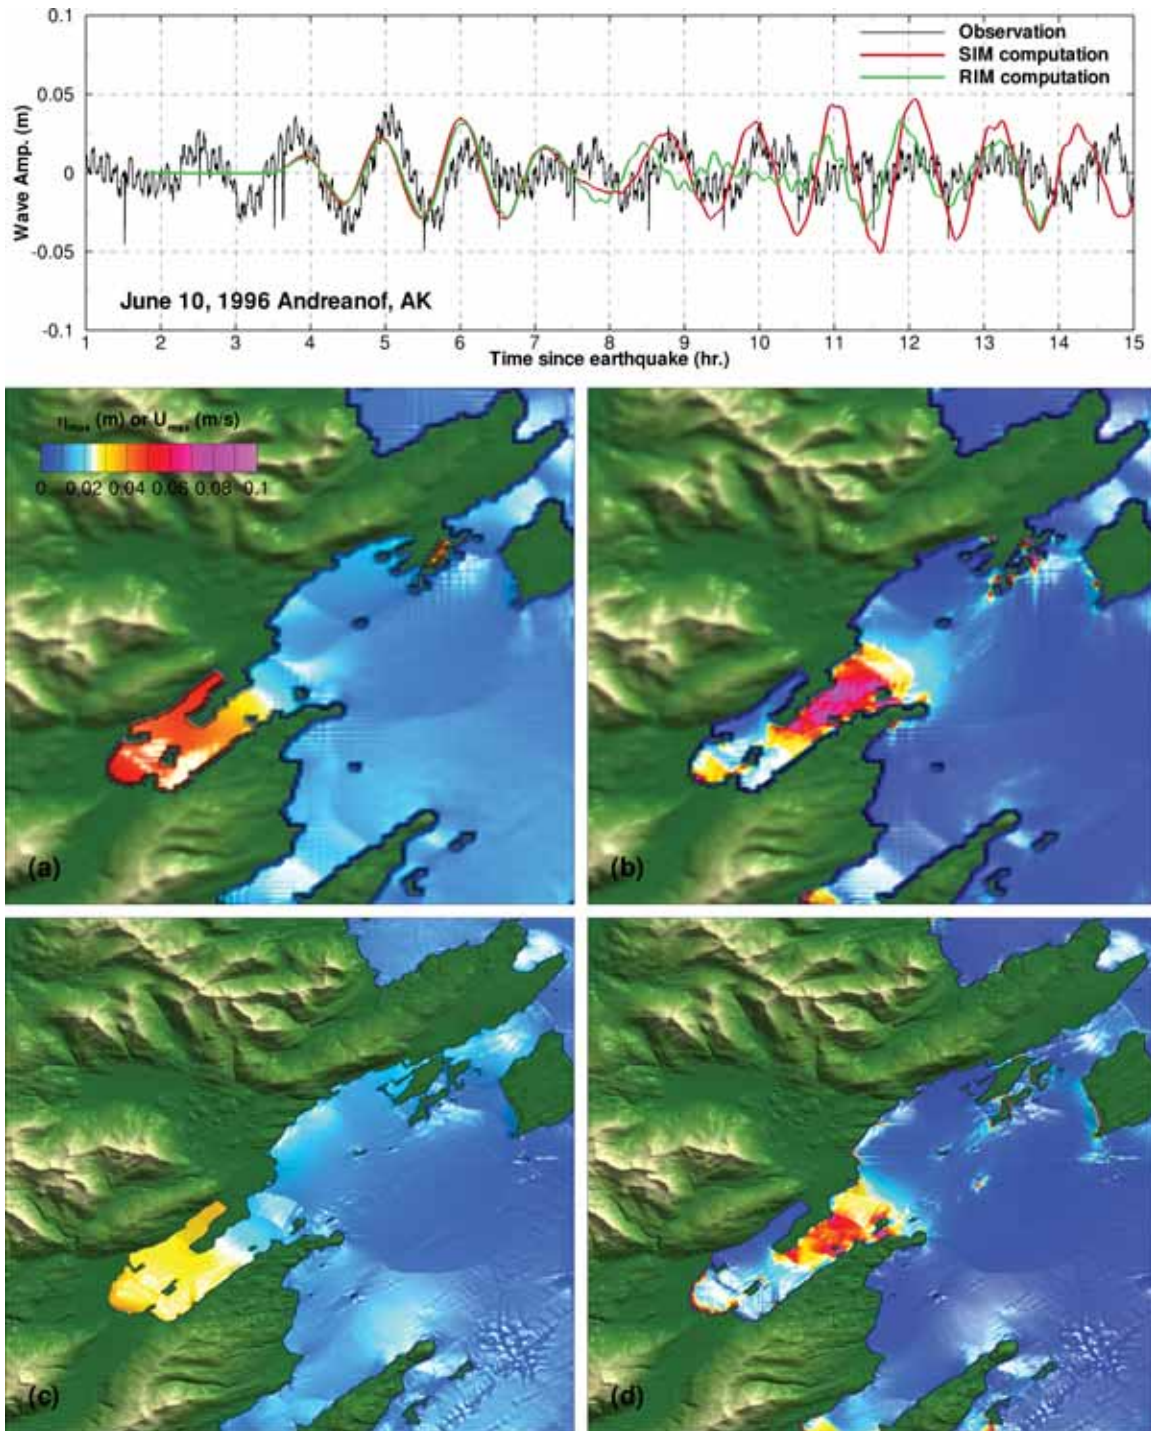 0.1
Observation
SIM computation
RIM computation
0.05
0
-0.05
-0.1
Wave Amp. (m)
June 10, 1996 Andreanof, AK
1 2 3 4 5 6 7 8 9 10 11 12 13 14 15
Time since earthquake (hr.)
ηmax (m) or Umax (m/s)
0 0.02 0.04 0.06 0.08 0.1
(a)
(b)
(c)
(d)